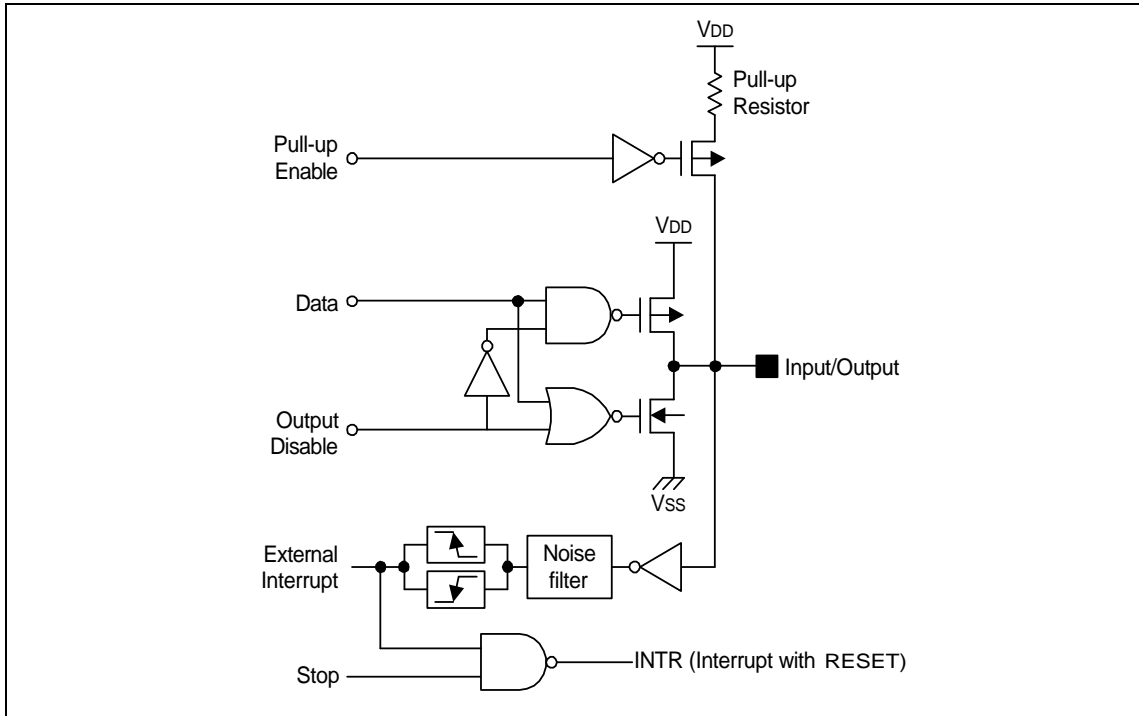 VDD
Pull-up
Resistor
Pull-up
Enable
VDD
Data
Input/Output
Output
Disable
VSS
External
Interrupt
Noise
filter
INTR (Interrupt with RESET)
Stop